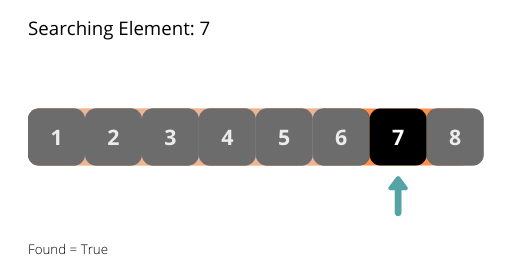 Searching Element: 7
1 2 3 4 5 6 7 8
Found = True